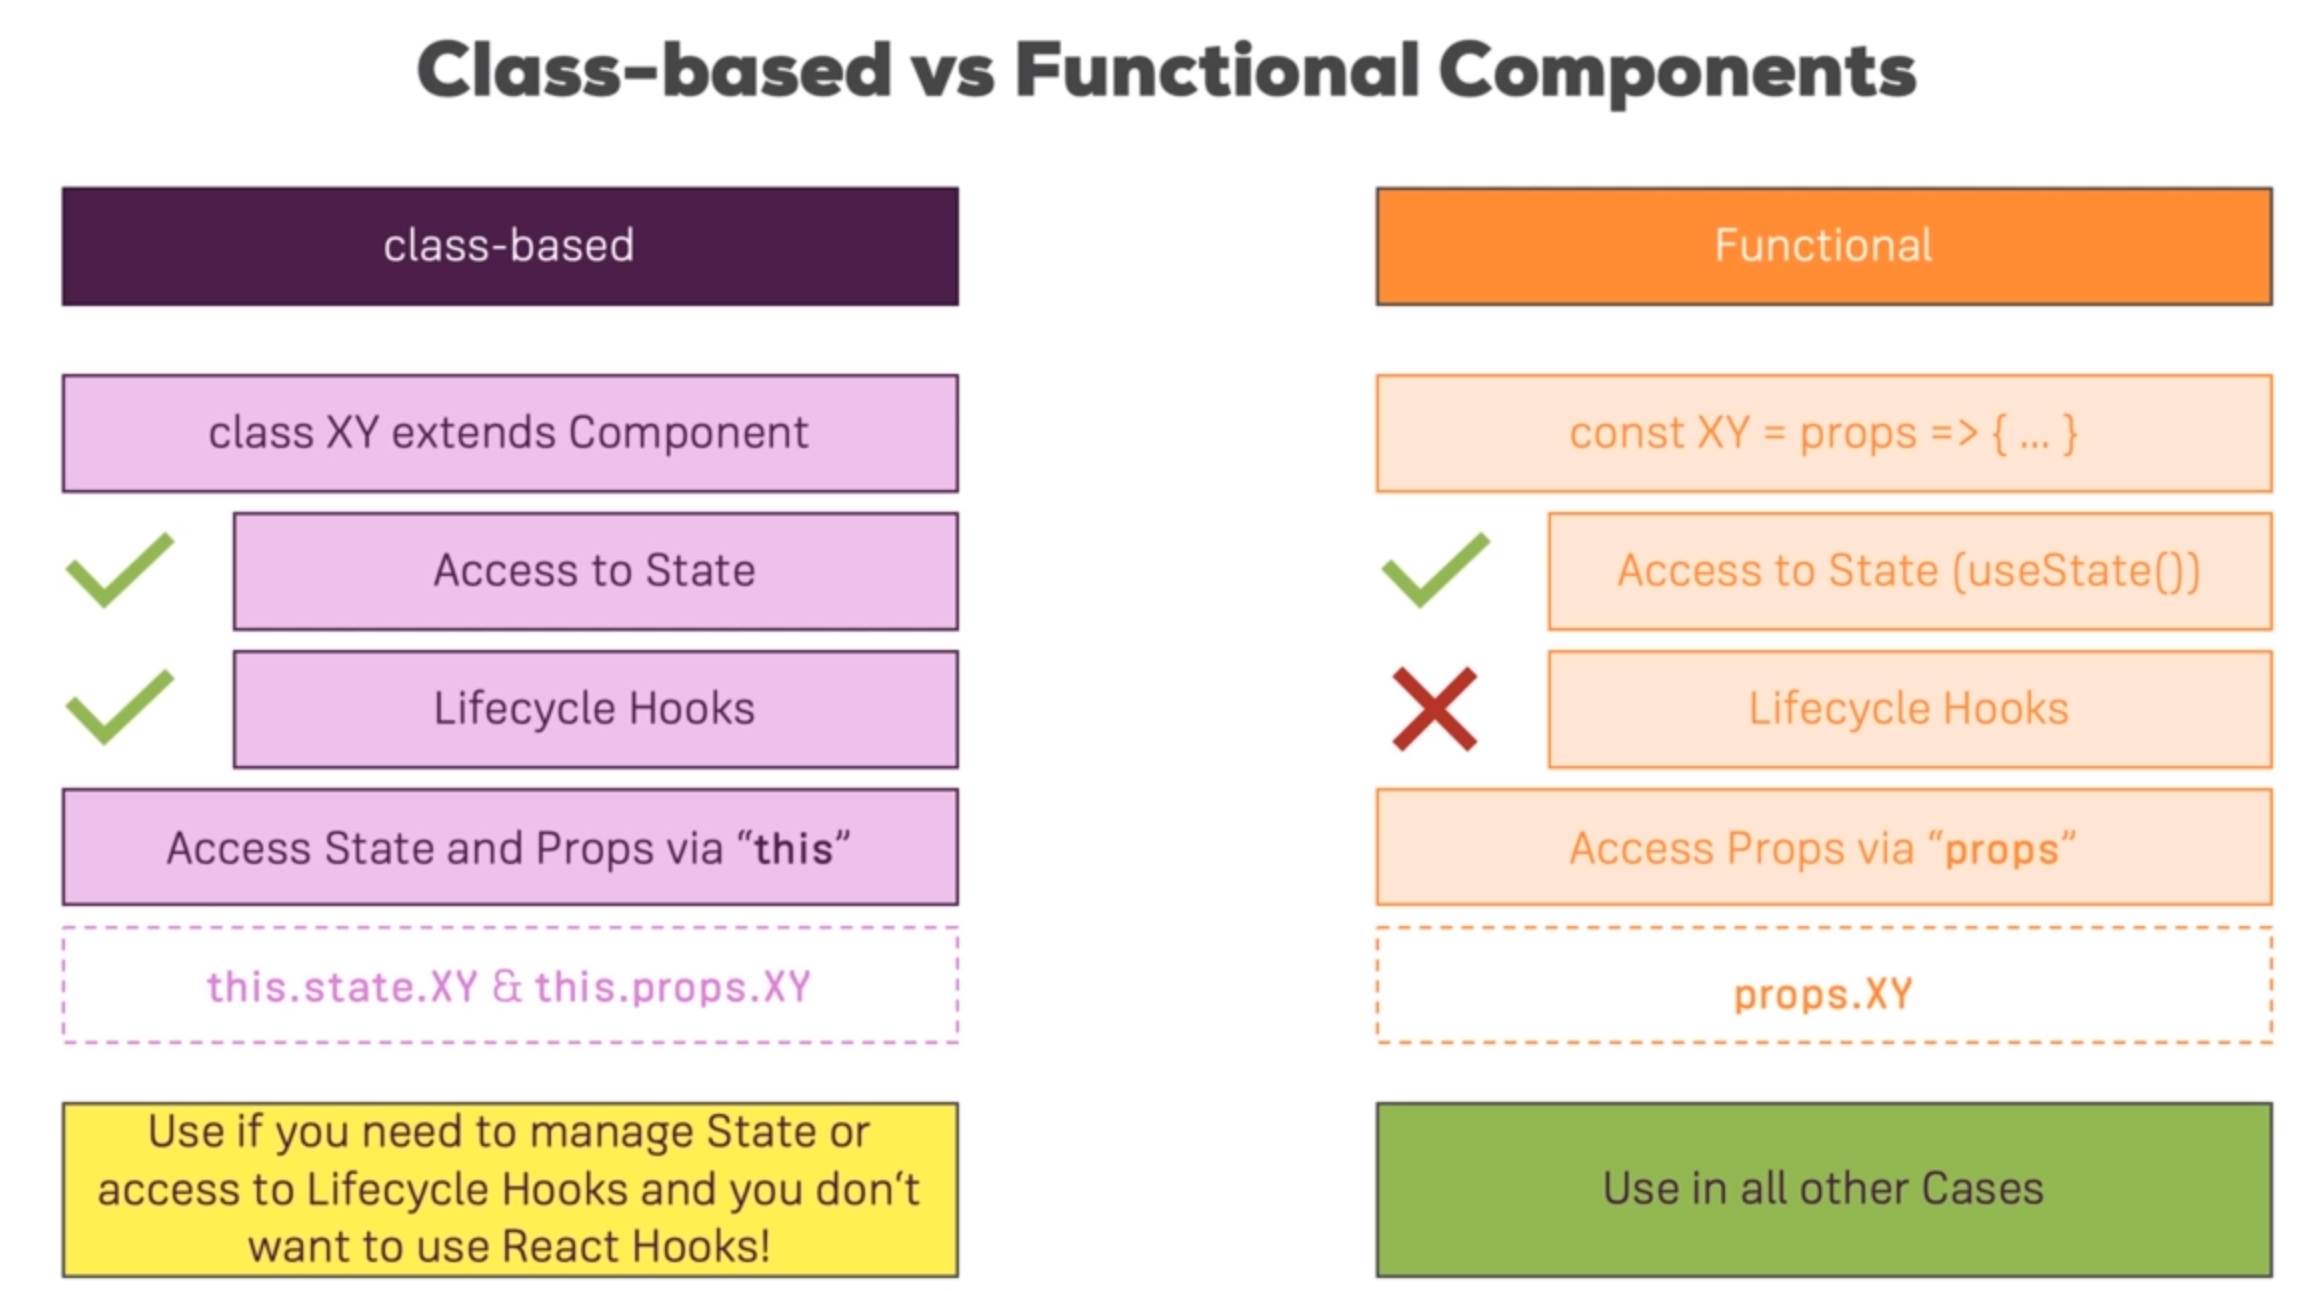 Class-based vs Functional Components
class-based
class XY extends Component
Access to State
Lifecycle Hooks
Access State and Props via “this”
this.state.XY & this.props.XY
Use if you need to manage State or
access to Lifecycle Hooks and you don‘t
want to use React Hooks!
Functional
const XY = props => { ... }
Access to State (useState())
Lifecycle Hooks
Access Props via “props”
props.XY
Use in all other Cases